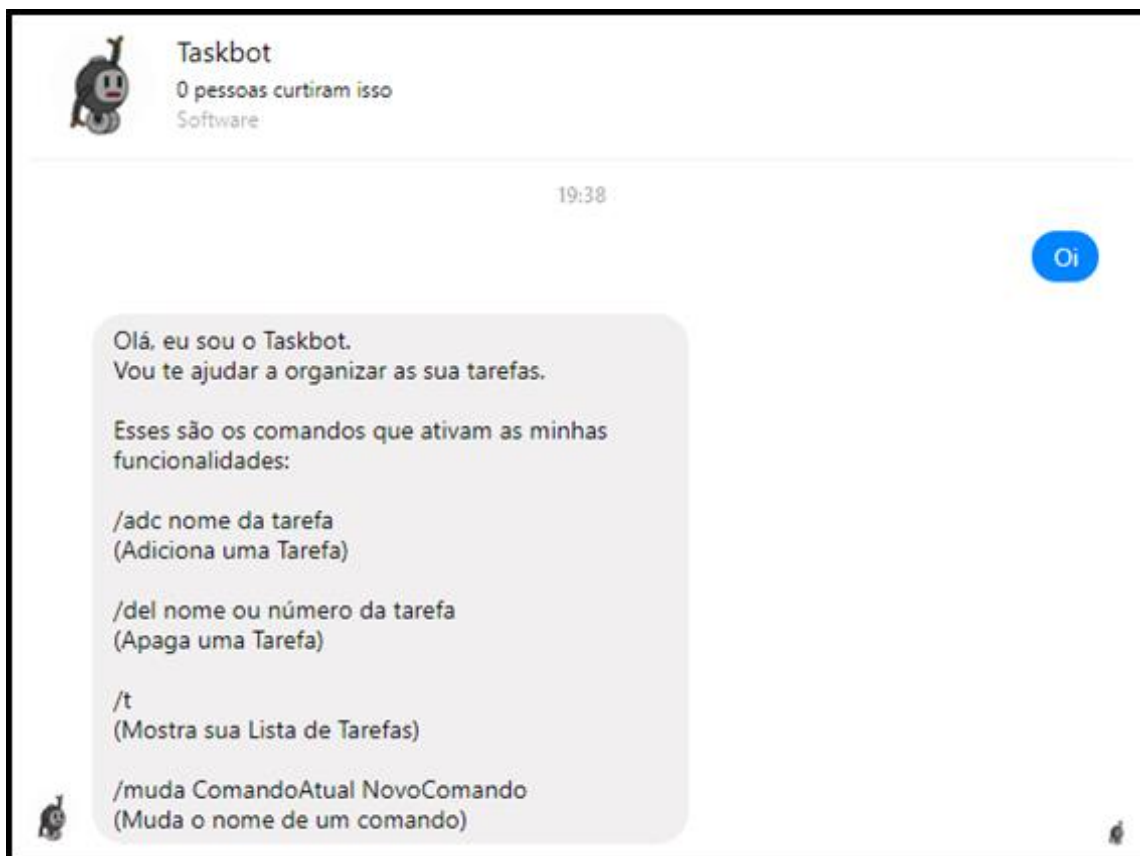 Taskbot
0 pessoas curtiram isso
Software
19:38
Oi
Olá, eu sou o Taskbot.
Vou te ajudar a organizar as sua tarefas.
Esses são os comandos que ativam as minhas
funcionalidades:
/adc nome da tarefa
(Adiciona uma Tarefa)
/del nome ou número da tarefa
(Apaga uma Tarefa)
/t
(Mostra sua Lista de Tarefas)
/muda ComandoAtual NovoComando
(Muda o nome de um comando)